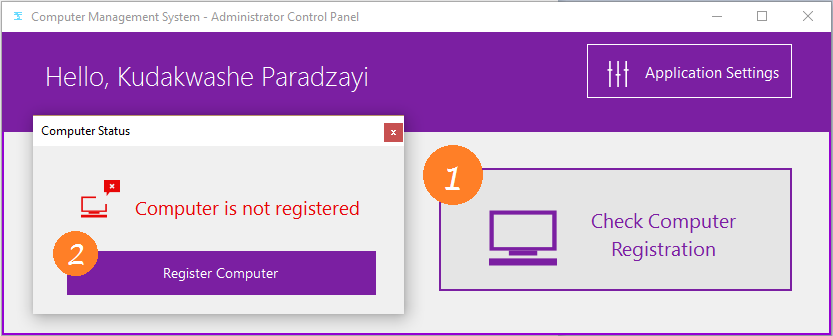 Computer Management System - Administrator Control Panel
Hello, Kudakwashe Paradzayi
Application Settings
Computer Status
x
1
Computer is not registered
Check Computer
Registration
2
Register Computer